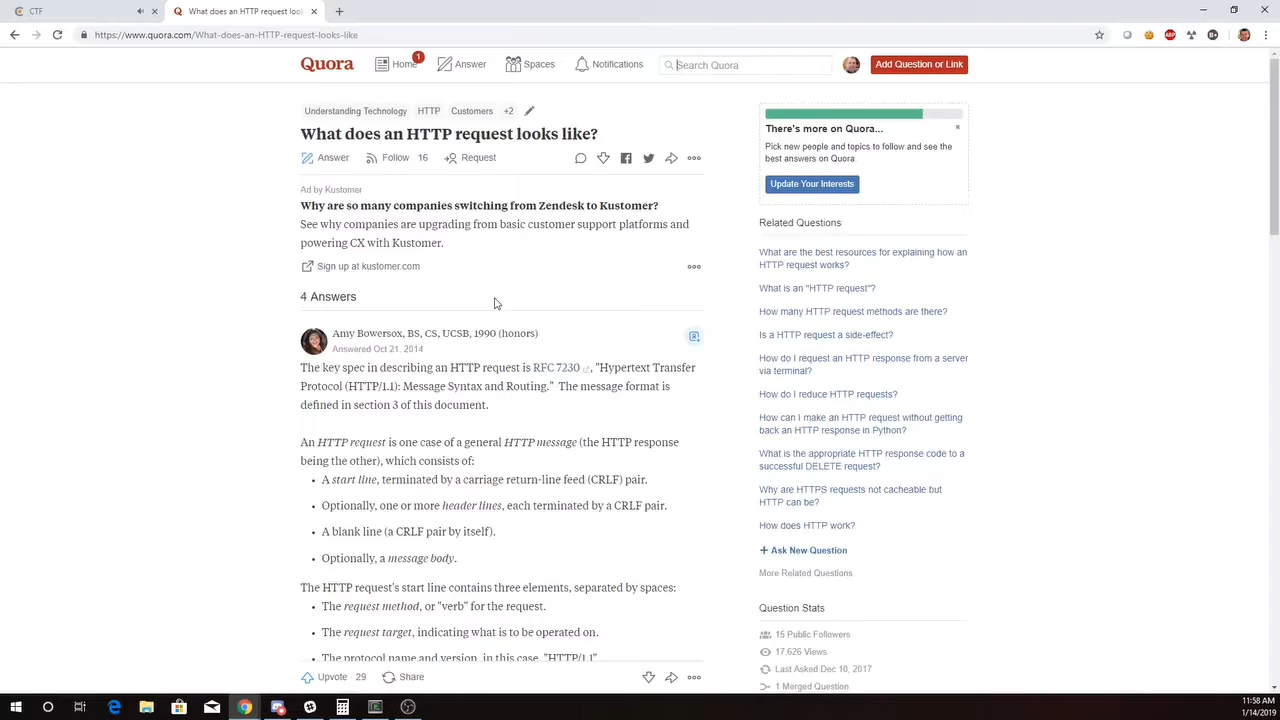 CTF
What does an HTTP request look
https://www.quora.com/What-does-an-HTTP-request-looks-like
Quora
Home
1
Answer
Spaces
Notifications
Search Quora
Add Question or Link
Understanding Technology
HTTP
Customers
+2
What does an HTTP request looks like?
Answer
Follow 16
Request
Ad by Kustomer
Why are so many companies switching from Zendesk to Kustomer?
See why companies are upgrading from basic customer support platforms and
powering CX with Kustomer.
Sign up at kustomer.com
4 Answers
Amy Bowersox, BS, CS, UCSB, 1990 (honors)
Answered Oct 21, 2014
The key spec in describing an HTTP request is RFC 7230, "Hypertext Transfer
Protocol (HTTP/1.1): Message Syntax and Routing." The message format is
defined in section 3 of this document.
An HTTP request is one case of a general HTTP message (the HTTP response
being the other), which consists of:
• A start line, terminated by a carriage return-line feed (CRLF) pair.
• Optionally, one or more header lines, each terminated by a CRLF pair.
• A blank line (a CRLF pair by itself).
• Optionally, a message body.
The HTTP request's start line contains three elements, separated by spaces:
• The request method, or "verb" for the request.
• The request target, indicating what is to be operated on.
• The protocol name and version, in this case, "HTTP/1.1"
Upvote 29
Share
There's more on Quora...
Pick new people and topics to follow and see the
best answers on Quora.
Update Your Interests
Related Questions
What are the best resources for explaining how an
HTTP request works?
What is an "HTTP request"?
How many HTTP request methods are there?
Is a HTTP request a side-effect?
How do I request an HTTP response from a server
via terminal?
How do I reduce HTTP requests?
How can I make an HTTP request without getting
back an HTTP response in Python?
What is the appropriate HTTP response code to a
successful DELETE request?
Why are HTTPS requests not cacheable but
HTTP can be?
How does HTTP work?
+ Ask New Question
More Related Questions
Question Stats
15 Public Followers
17,626 Views
Last Asked Dec 10, 2017
1 Merged Question
11:58 AM
1/14/2019